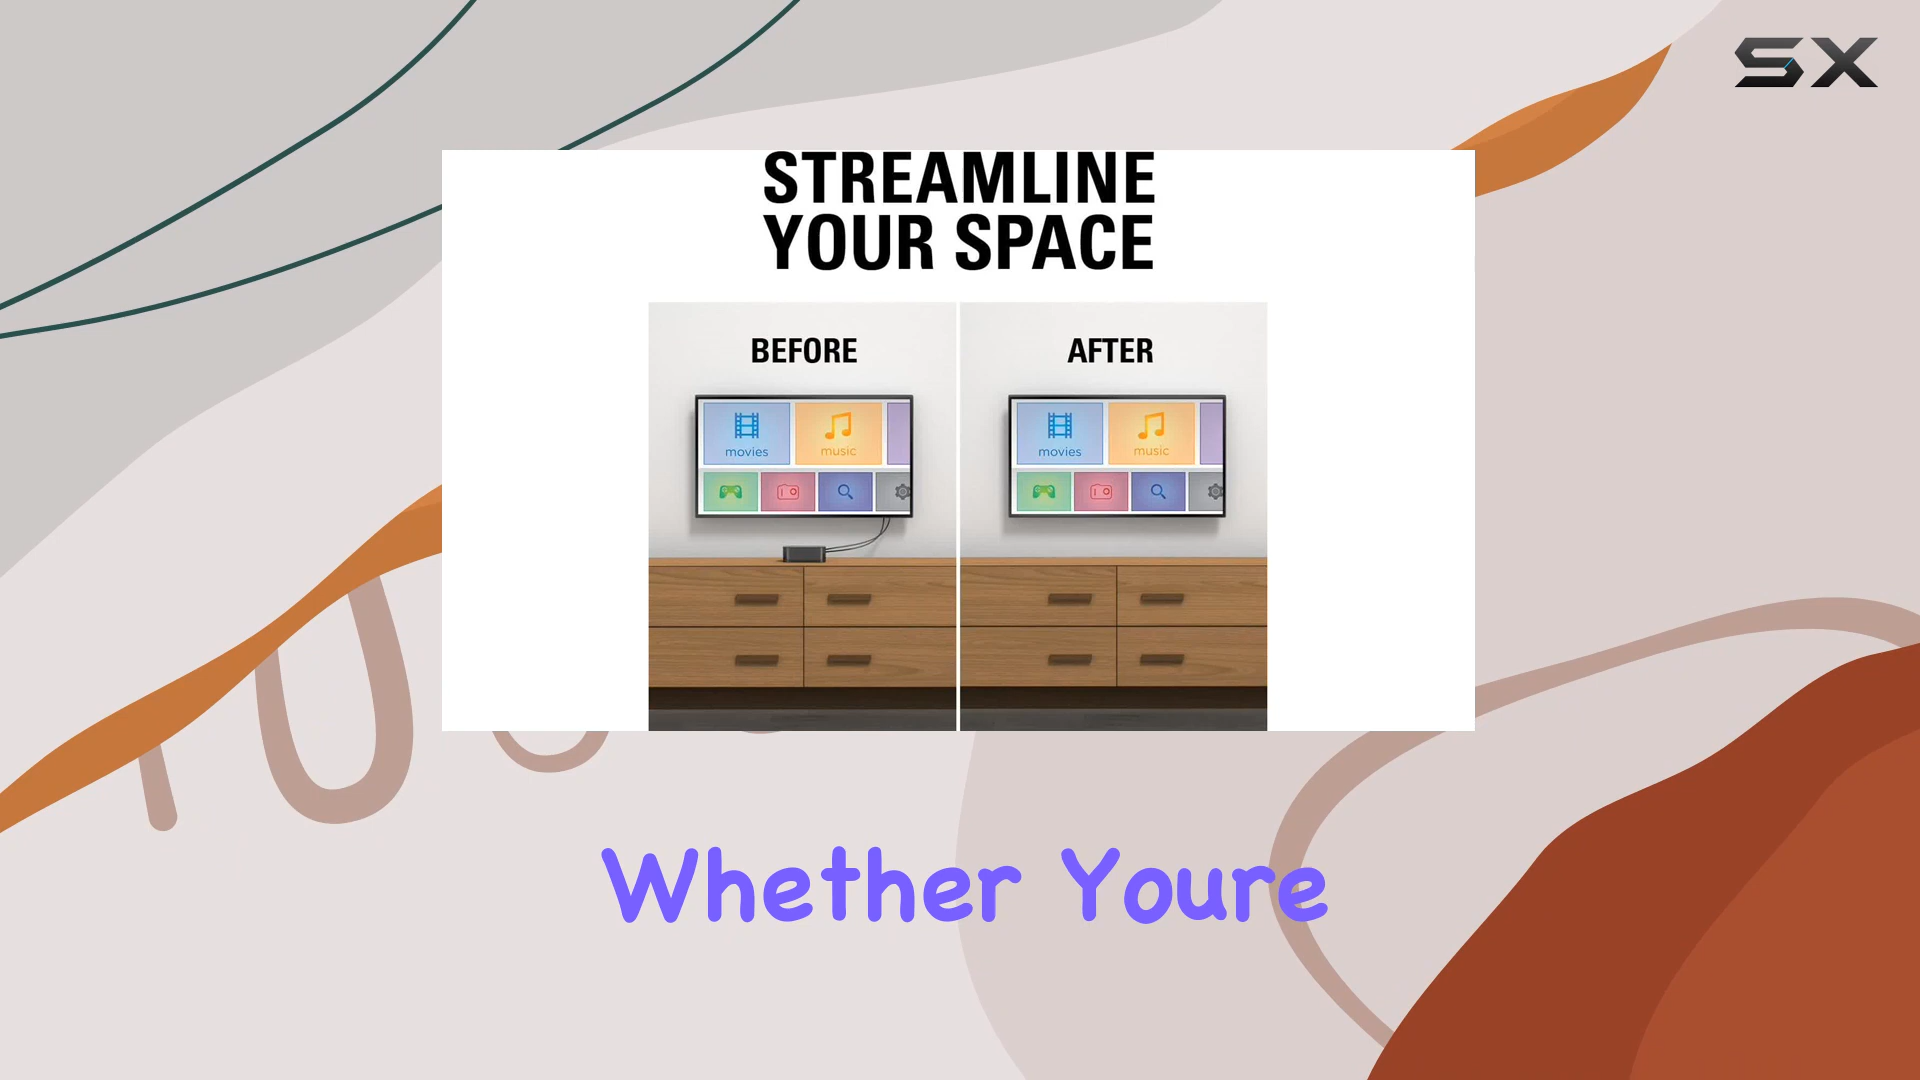 SX
STREAMLINE
YOUR SPACE
BEFORE
AFTER
movies
music
movies
music
Whether Youre